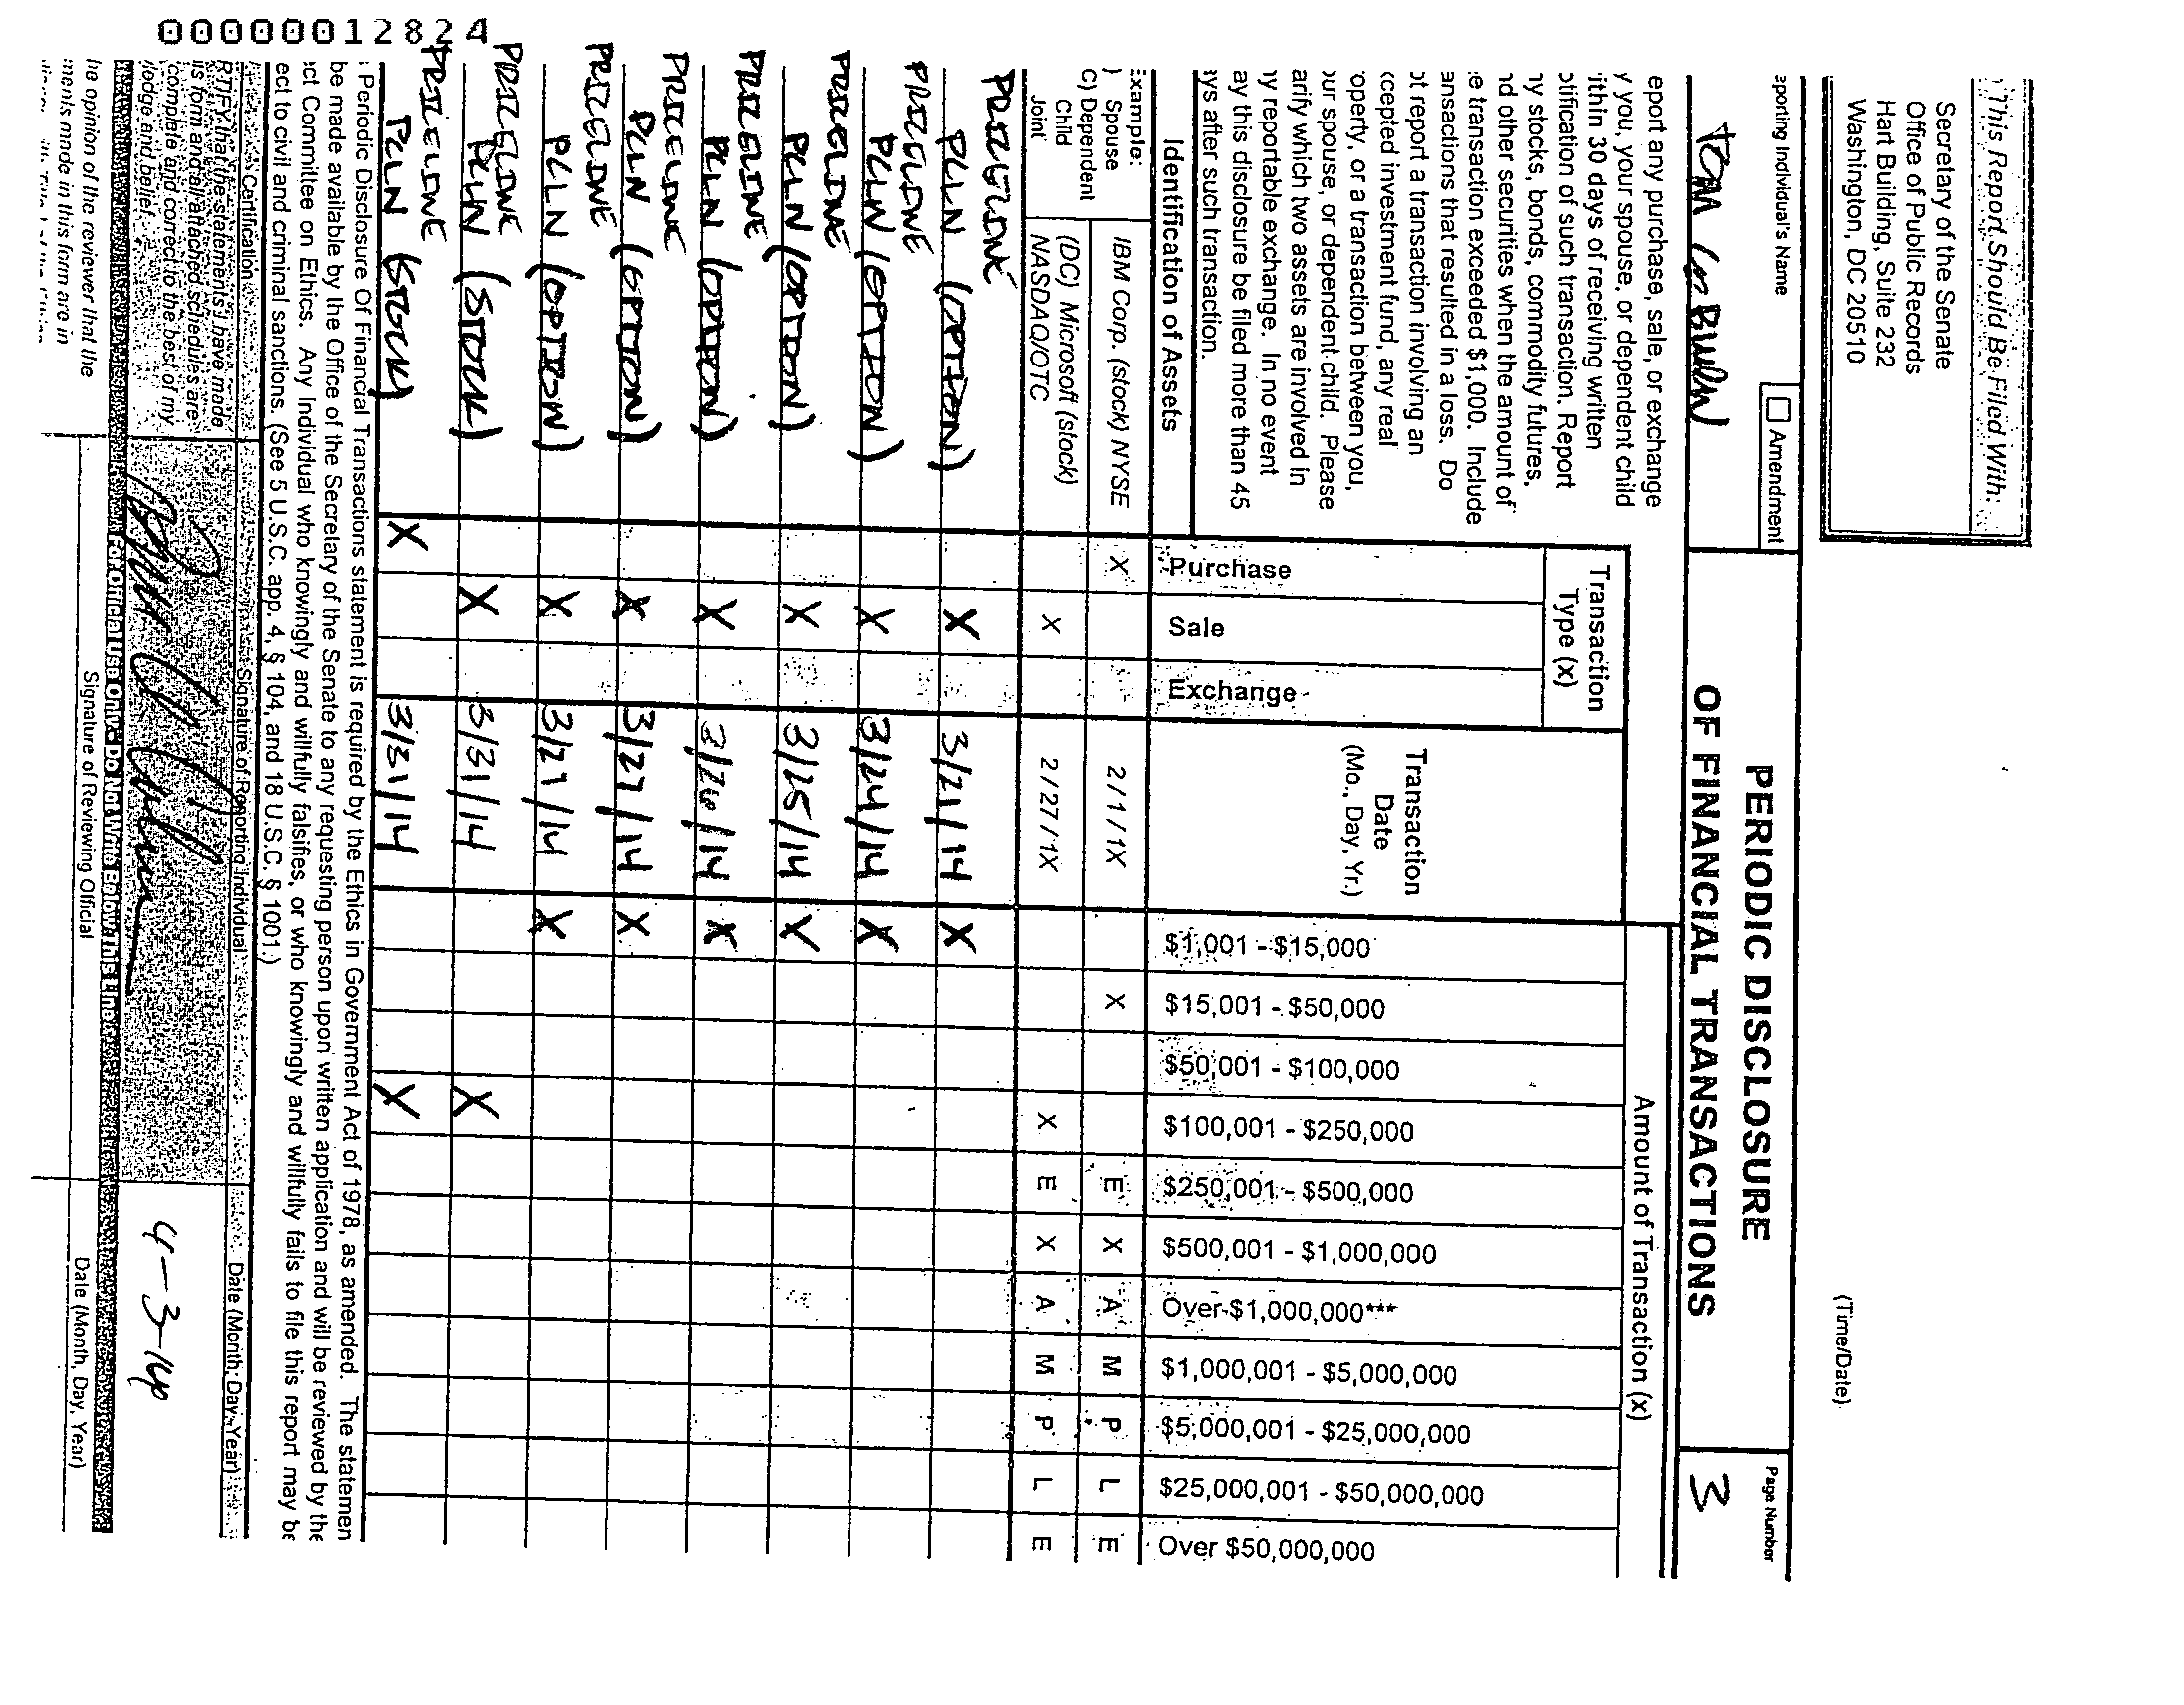 00000012824
This Report Should Be Filed With:
Secretary of the Senate
Office of Public Records
Hart Building, Suite 232
Washington, DC 20510
(Time/Date)
eporting Individual's Name
Tom
Amendment
PERIODIC DISCLOSURE
OF FINANCIAL TRANSACTIONS
Page Number
3
eport any purchase, sale, or exchange
y you, your spouse, or dependent child
ithin 30 days of receiving written
otification of such transaction. Report
ny stocks, bonds, commodity futures,
nd other securities when the amount of
e transaction exceeded $1,000. Include
ansactions that resulted in a loss. Do
ot report a transaction involving an
xcepted investment fund, any real
operty, or a transaction between you,
our spouse, or dependent child. Please
arify which two assets are involved in
ny reportable exchange. In no event
ay this disclosure be filed more than 45
ays after such transaction.
Identification of Assets
Transaction
Type (x)
Purchase
Sale
Exchange
Transaction
Date
(Mo., Day, Yr.)
Amount of Transaction (x)
$1,001 - $15,000
$15,001 - $50,000
$50,001 - $100,000
$100,001 - $250,000
$250,001 - $500,000
$500,001 - $1,000,000
Over $1,000,000***
$1,000,001 - $5,000,000
$5,000,001 - $25,000,000
$25,000,001 - $50,000,000
Over $50,000,000
Example:
) Spouse
C) Dependent
Child
Joint
IBM Corp. (stock) NYSE X 2/1/1X X E X A M P L E
(DC) Microsoft (stock)
NASDAQ/OTC X 2/27/1X X E X A M P L E
PRICELINE
PCLN (OPTION) X 3/21/14 X
PRICELINE
PCLN (OPTION) X 3/24/14 X
PRICELINE
PCLN (OPTION) X 3/25/14 X
PRICELINE
PCLN (OPTION) X 3/26/14 X
PRICELINE
PCLN (OPTION) X 3/27/14 X
PRICELINE
PCLN (OPTION) X 3/27/14 X
PRICELINE
PCLN (STOCK) X 3/31/14 X
PRICELINE
PCLN (STOCK) X 3/31/14 X
: Periodic Disclosure Of Financial Transactions statement is required by the Ethics in Government Act of 1978, as amended. The statemen
be made available by the Office of the Secretary of the Senate to any requesting person upon written application and will be reviewed by the
ct Committee on Ethics. Any Individual who knowingly and willfully falsifies, or who knowingly and willfully fails to file this report may be
ect to civil and criminal sanctions. (See 5 U.S.C. app. 4, § 104, and 18 U.S.C. § 1001.)
Certification
Signature of Reporting Individual
Date (Month, Day, Year)
RTIFY that the statements I have made
is form and all attached schedules are
complete and correct to the best of my
ledge and belief.
4-3-14
For Official Use Only - Do Not Write Below This Line
he opinion of the reviewer that the
ments made in this form are in
Signature of Reviewing Official
Date (Month, Day, Year)